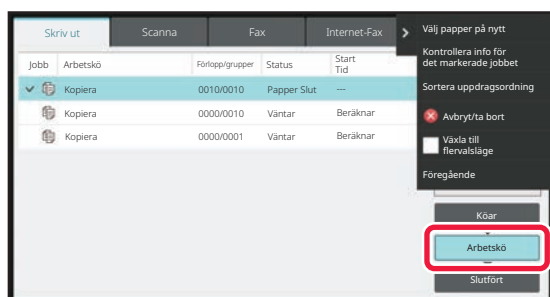 Skriv ut Scanna Fax Internet-Fax
Jobb Arbetskö Förlopp/grupper Status Start Tid
Kopiera 0010/0010 Papper Slut ---
Kopiera 0000/0010 Väntar Beräknar
Kopiera 0000/0001 Väntar Beräknar
Välj papper på nytt
Kontrollera info för
det markerade jobbet
Sortera uppdragsordning
Avbryt/ta bort
Växla till
flervalsläge
Föregående
Köar
Arbetskö
Slutfört